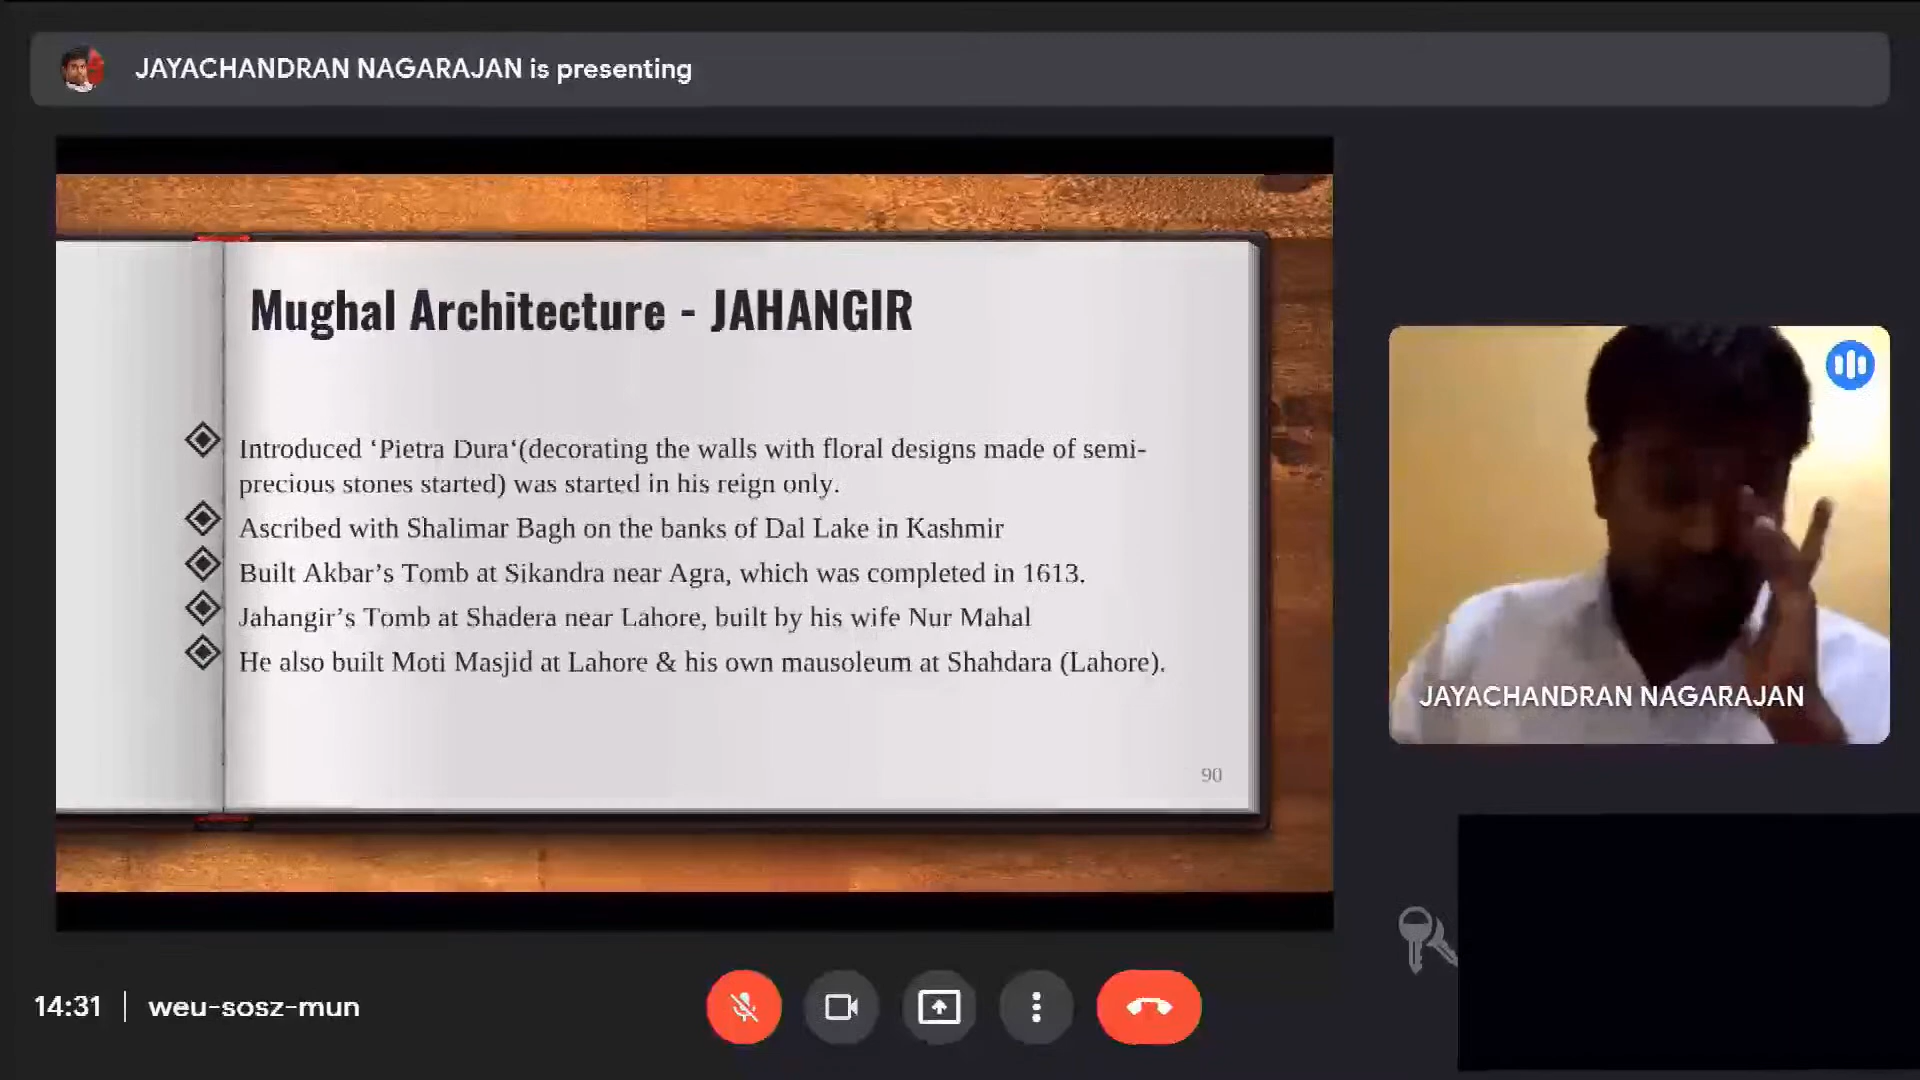 JAYACHANDRAN NAGARAJAN is presenting
Mughal Architecture - JAHANGIR
Introduced ‘Pietra Dura‘(decorating the walls with floral designs made of semi-
precious stones started) was started in his reign only.
Ascribed with Shalimar Bagh on the banks of Dal Lake in Kashmir
Built Akbar’s Tomb at Sikandra near Agra, which was completed in 1613.
Jahangir’s Tomb at Shadera near Lahore, built by his wife Nur Mahal
He also built Moti Masjid at Lahore & his own mausoleum at Shahdara (Lahore).
90
JAYACHANDRAN NAGARAJAN
14:31 | weu-sosz-mun